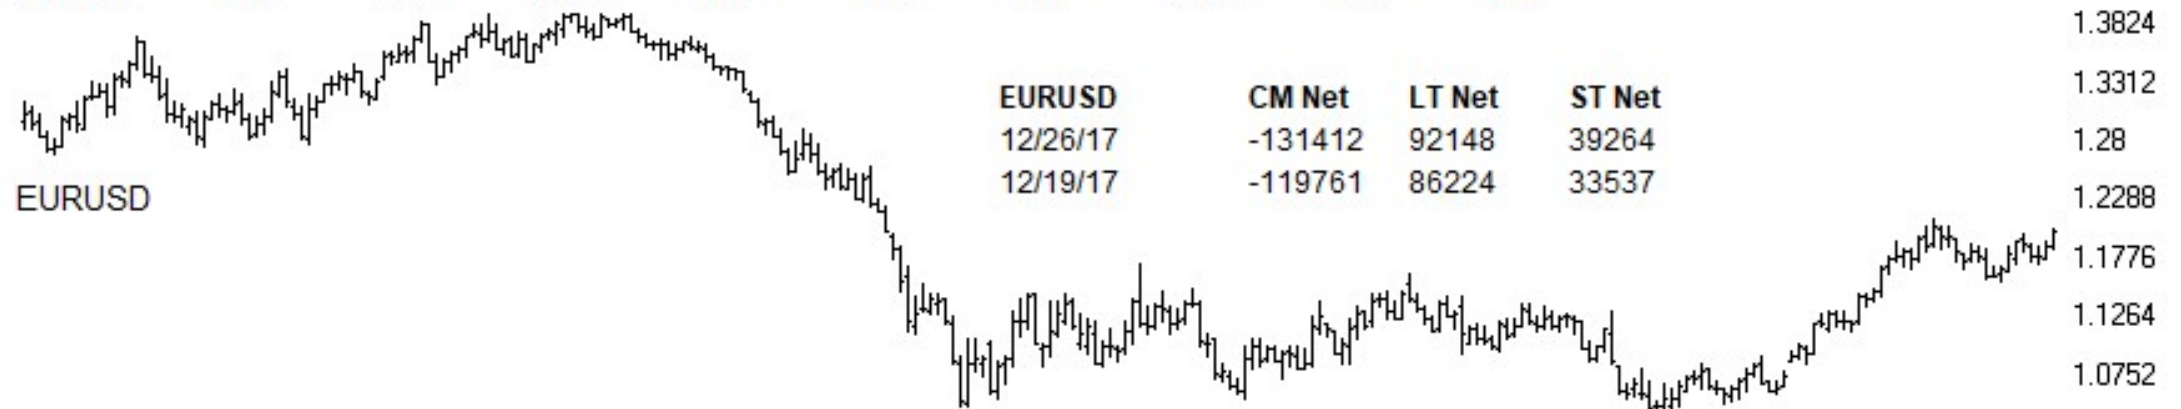 1.3824
1.3312
EURUSD CM Net LT Net ST Net
12/26/17 -131412 92148 39264
1.28
12/19/17 -119761 86224 33537
EURUSD
1.2288
1.1776
1.1264
1.0752